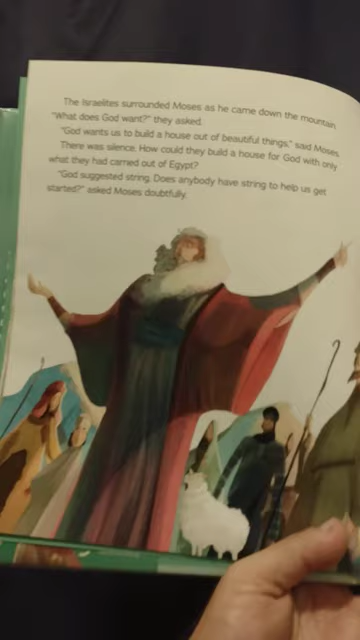 The Israelites surrounded Moses as he came down the mountain.
"What does God want?" they asked.
"God wants us to build a house out of beautiful things," said Moses.
There was silence. How could they build a house for God with only
what they had carried out of Egypt?
"God suggested string. Does anybody have string to help us get
started?" asked Moses doubtfully.